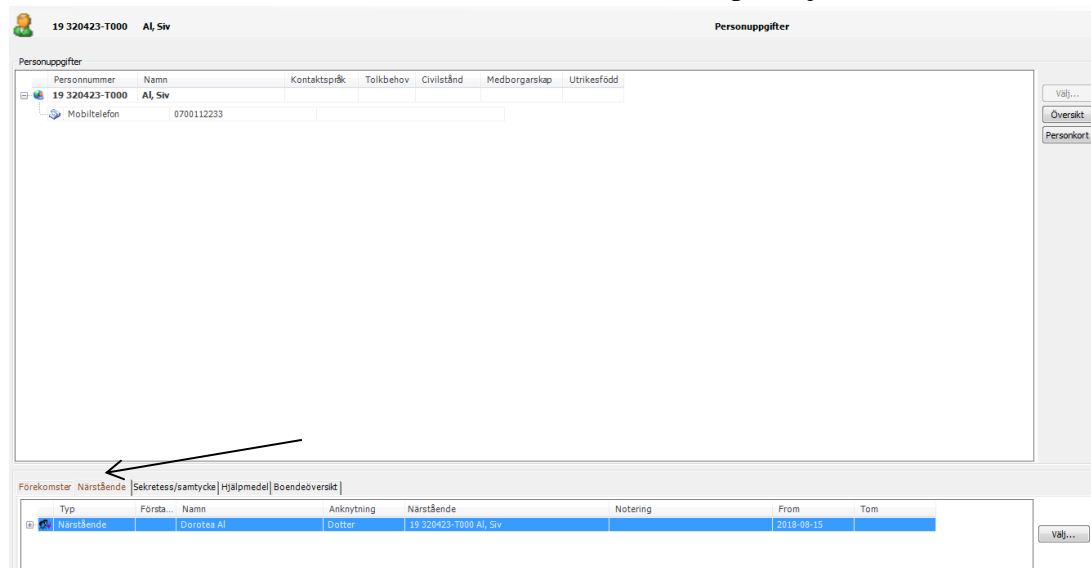 19 320423-T000 Al, Siv Personuppgifter
Personuppgifter
Personnummer Namn Kontaktspråk Tolkbehov Civilstånd Medborgarskap Utrikesfödd
19 320423-T000 Al, Siv
Välj...
Mobiltelefon 0700112233
Översikt
Personkort
Förekomster Närstående Sekretess/samtycke Hjälpmedel Boendeöversikt
Typ Första... Namn Anknytning Närstående Notering From Tom
Närstående Dorotea Al Dotter 19 320423-T000 Al, Siv 2018-08-15
Välj...